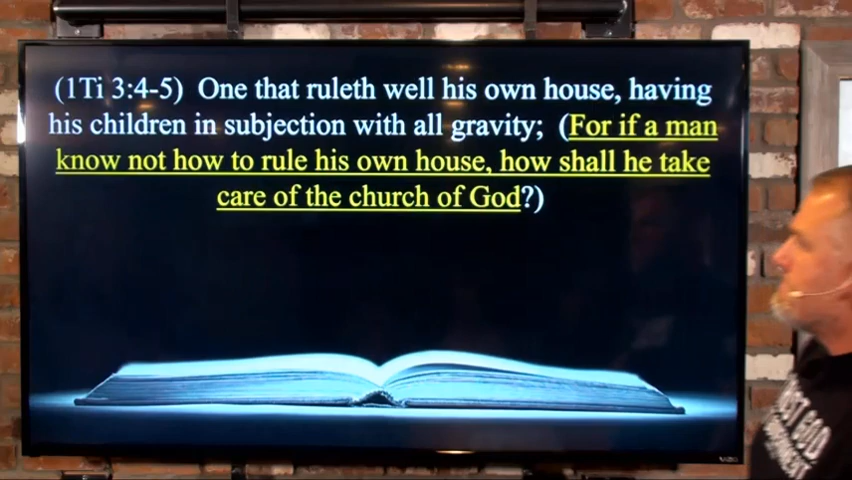 (1Ti 3:4-5) One that ruleth well his own house, having
his children in subjection with all gravity; (For if a man
know not how to rule his own house, how shall he take
care of the church of God?)
VIZIO
GOD